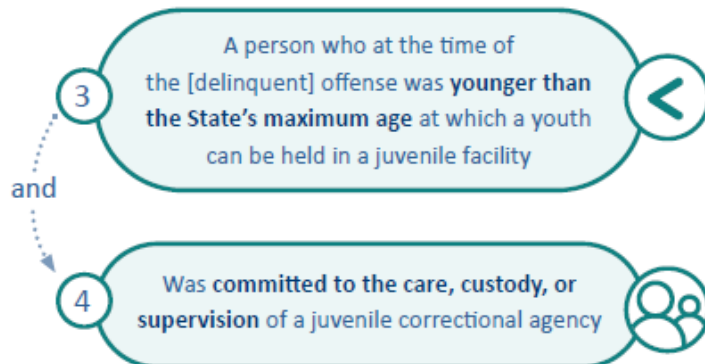 A person who at the time of
the [delinquent] offense was younger than
the State’s maximum age at which a youth
can be held in a juvenile facility
3
and
4
Was committed to the care, custody, or
supervision of a juvenile correctional agency